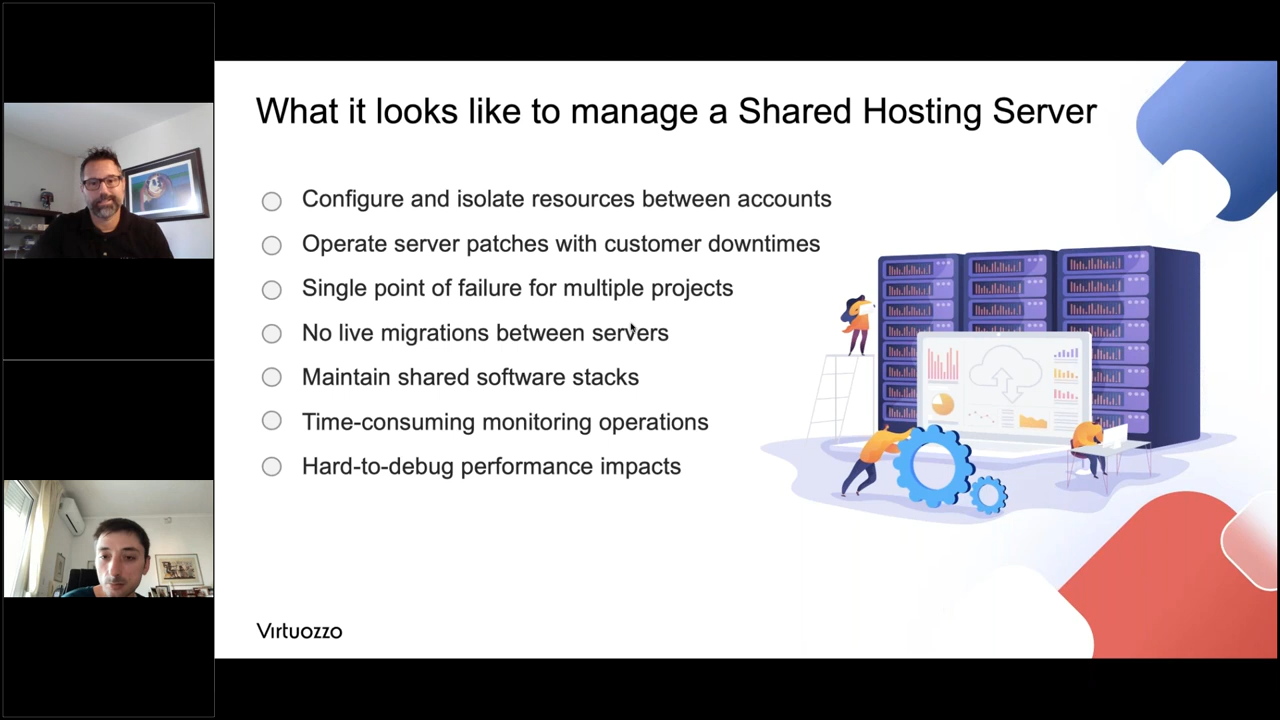 What it looks like to manage a Shared Hosting Server
Configure and isolate resources between accounts
Operate server patches with customer downtimes
Single point of failure for multiple projects
No live migrations between servers
Maintain shared software stacks
Time-consuming monitoring operations
Hard-to-debug performance impacts
Virtuozzo